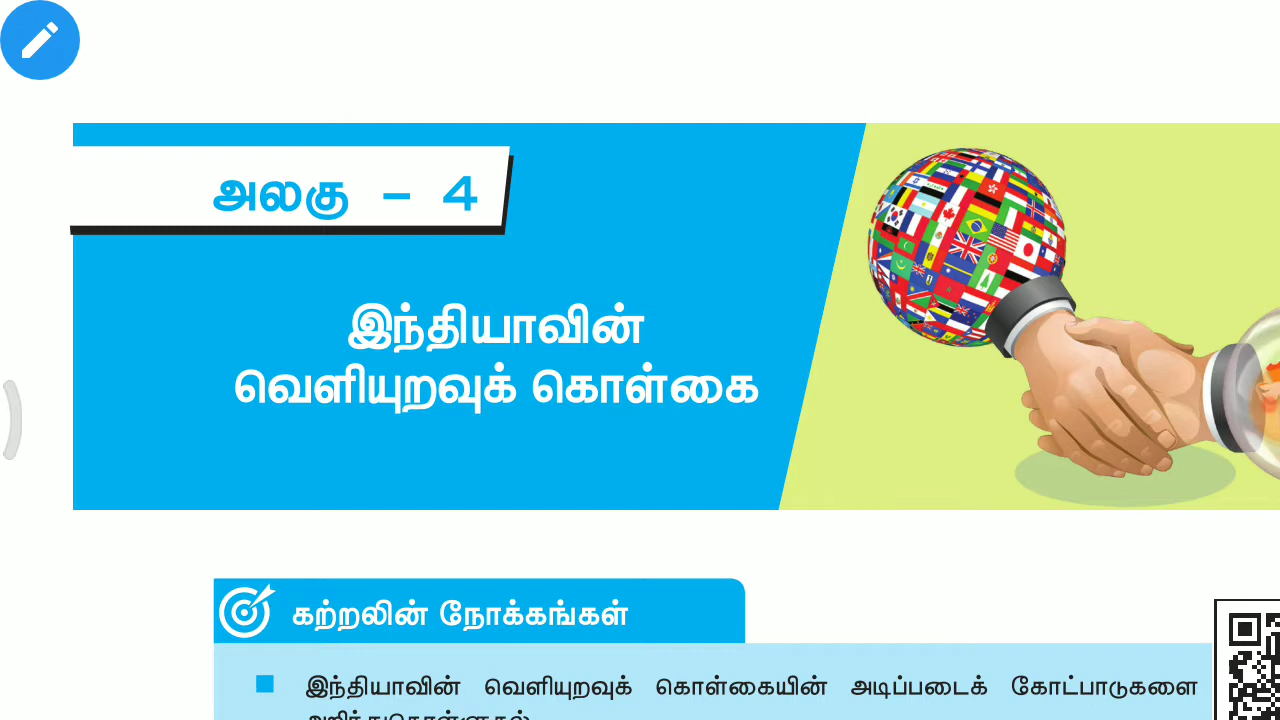 அலகு – 4
இந்தியாவின்
வெளியுறவுக் கொள்கை
கற்றலின் நோக்கங்கள்
இந்தியாவின் வெளியுறவுக் கொள்கையின் அடிப்படைக் கோட்பாடுகளை